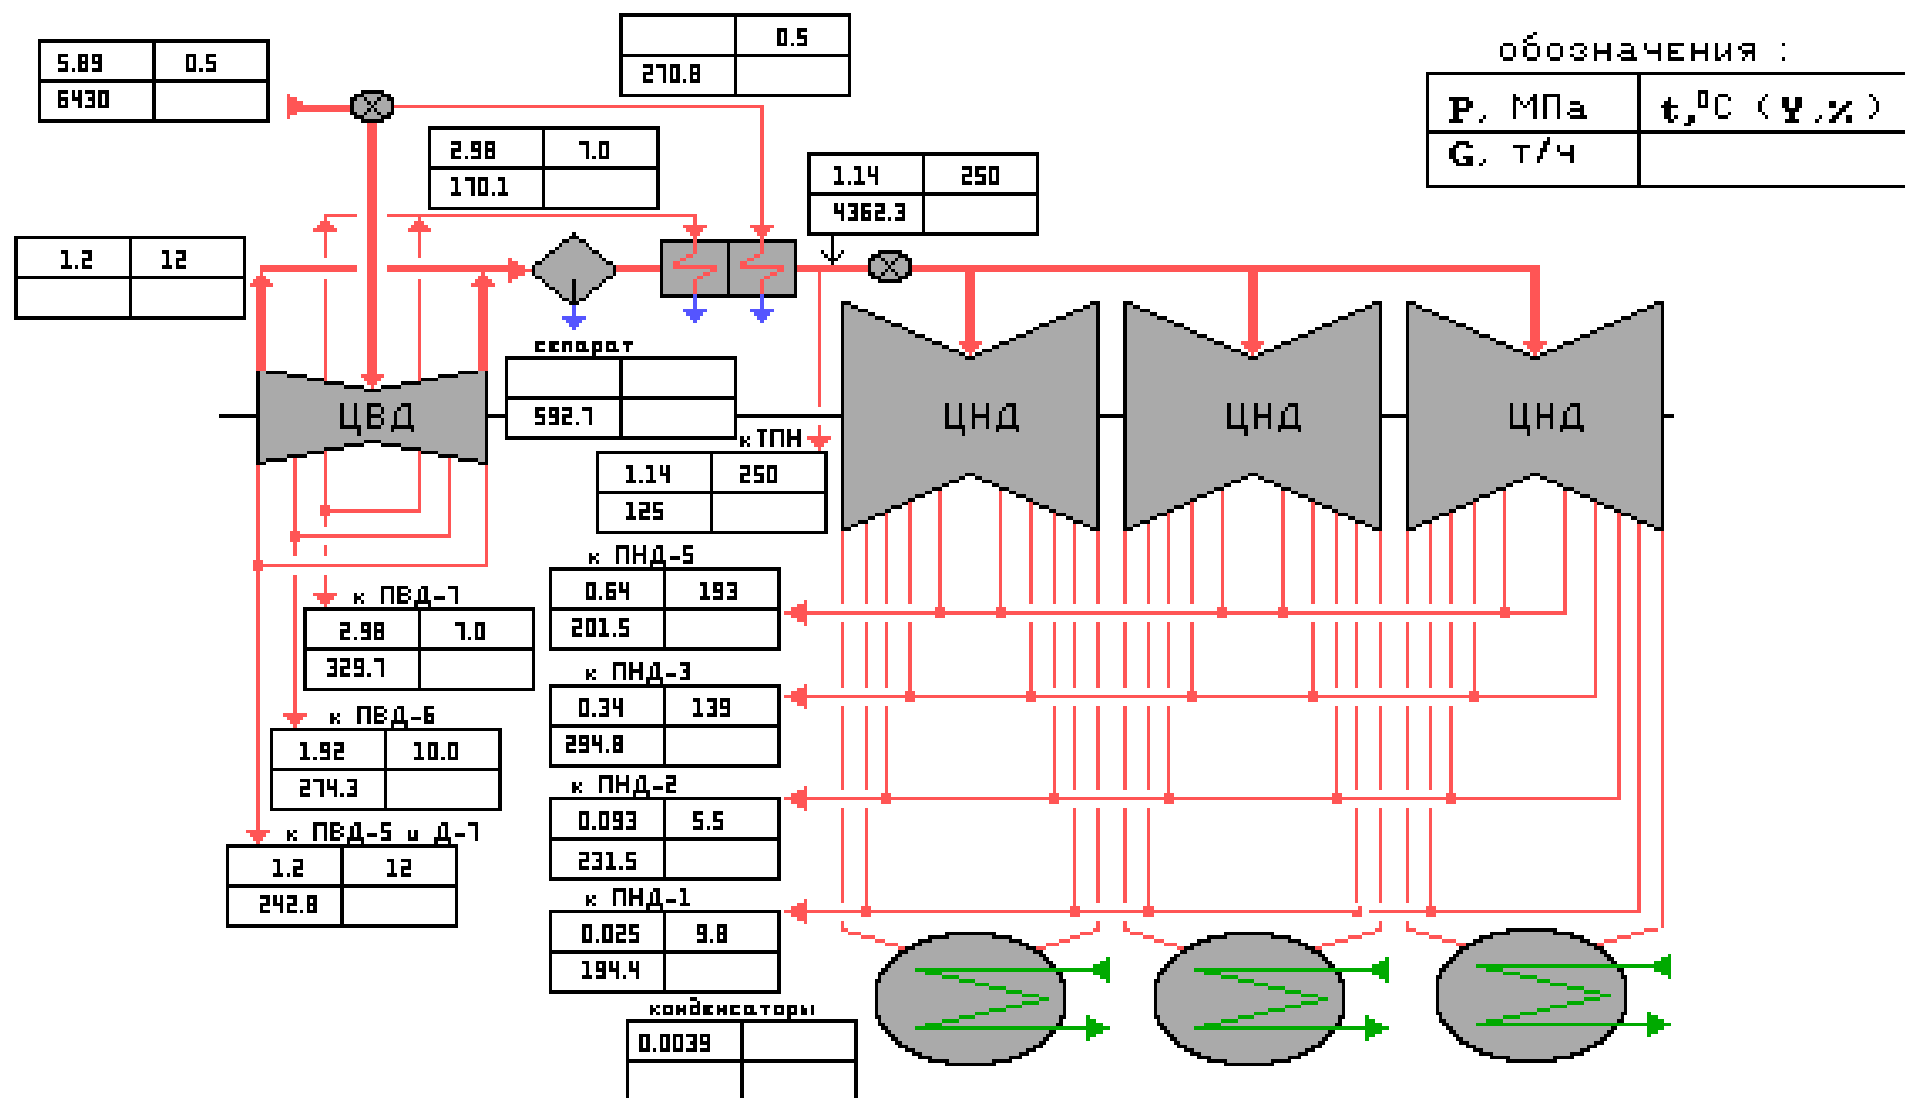 обозначения :
P, МПа t,⁰C (Y,%)
G, т/ч
5.89 0.5
6430
0.5
270.8
2.98 7.0
170.1
1.14 250
4362.3
1.2 12
сепарат
592.7
ЦВД
ЦНД
ЦНД
ЦНД
к ТПН
1.14 250
125
к ПНД-5
0.64 193
201.5
к ПВД-7
2.98 7.0
329.7
к ПНД-3
0.34 139
294.8
к ПВД-6
1.92 10.0
274.3
к ПНД-2
0.093 5.5
231.5
к ПВД-5 и Д-7
1.2 12
242.8
к ПНД-1
0.025 9.8
194.4
конденсаторы
0.0039